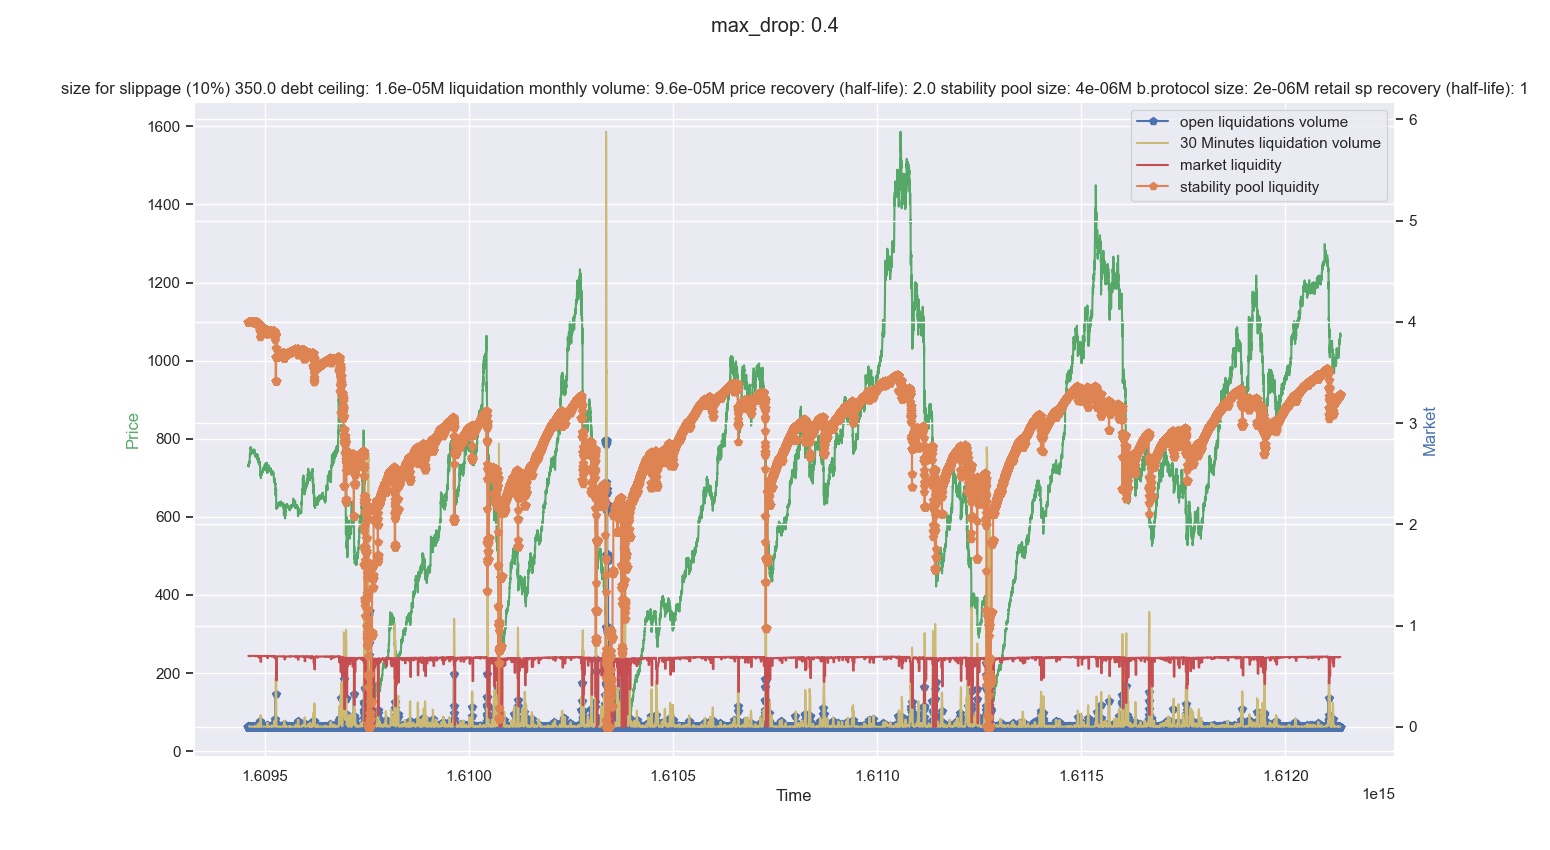 max_drop: 0.4
size for slippage (10%) 350.0 debt ceiling: 1.6e-05M liquidation monthly volume: 9.6e-05M price recovery (half-life): 2.0 stability pool size: 4e-06M b.protocol size: 2e-06M retail sp recovery (half-life): 1
open liquidations volume
30 Minutes liquidation volume
market liquidity
stability pool liquidity
1600
1400
1200
1000
800
600
400
200
0
Price
6
5
4
3
2
1
0
Market
1.6095 1.6100 1.6105 1.6110 1.6115 1.6120
1e15
Time